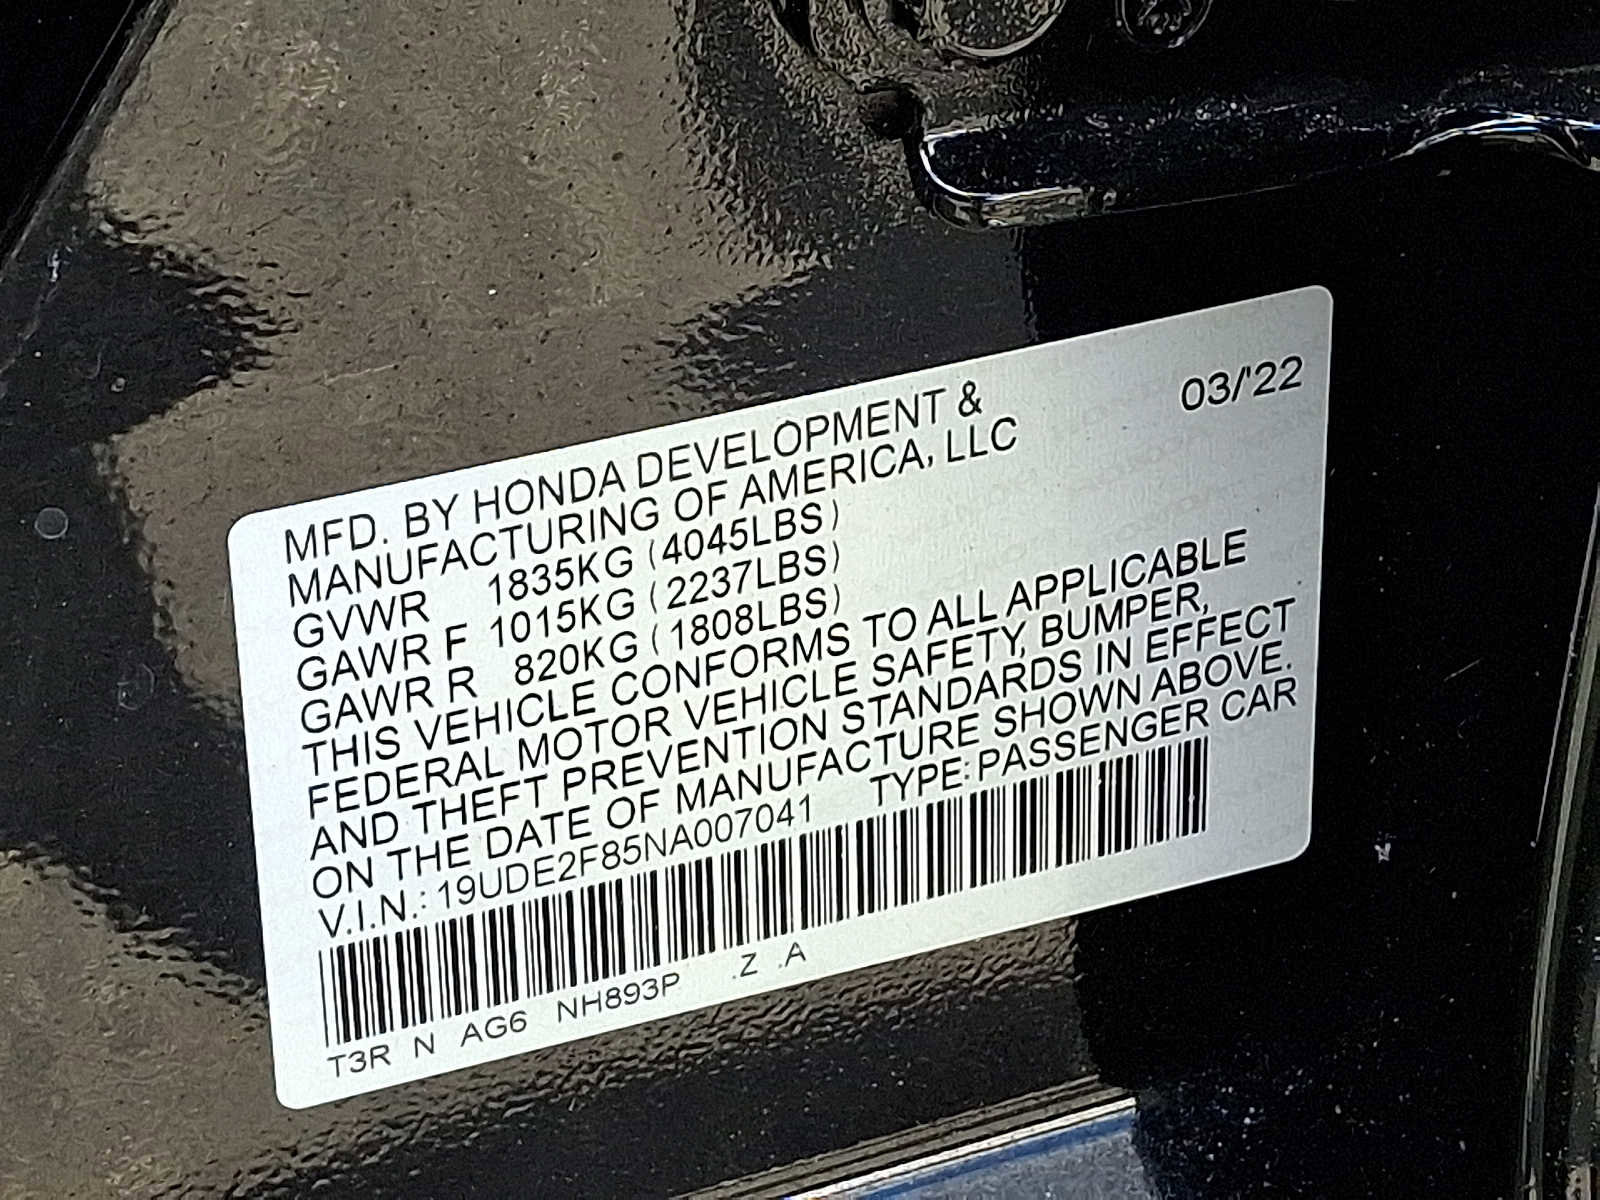 MFD. BY HONDA DEVELOPMENT &
MANUFACTURING OF AMERICA, LLC 03/'22
GVWR 1835KG (4045LBS)
GAWR F 1015KG (2237LBS)
GAWR R 820KG (1808LBS)
THIS VEHICLE CONFORMS TO ALL APPLICABLE
FEDERAL MOTOR VEHICLE SAFETY, BUMPER,
AND THEFT PREVENTION STANDARDS IN EFFECT
ON THE DATE OF MANUFACTURE SHOWN ABOVE.
V.I.N.: 19UDE2F85NA007041 TYPE: PASSENGER CAR
T3R N AG6 NH893P .Z .A